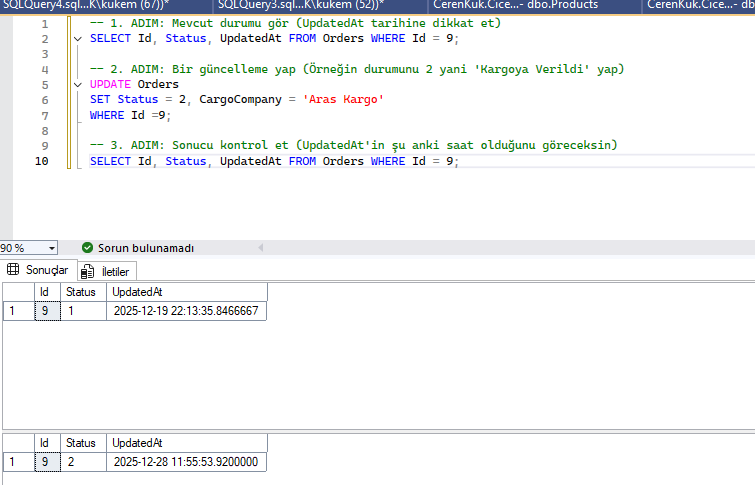 SQLQuery4.sql...K\kukem (67))*
SQLQuery3.sql...K\kukem (52))*
CerenKuk.Cice...- dbo.Products
CerenKuk.Cice...- dbo.
1 -- 1. ADIM: Mevcut durumu gör (UpdatedAt tarihine dikkat et)
2 SELECT Id, Status, UpdatedAt FROM Orders WHERE Id = 9;
3
4 -- 2. ADIM: Bir güncelleme yap (Örneğin durumunu 2 yani 'Kargoya Verildi' yap)
5 UPDATE Orders
6 SET Status = 2, CargoCompany = 'Aras Kargo'
7 WHERE Id =9;
8
9 -- 3. ADIM: Sonucu kontrol et (UpdatedAt'in şu anki saat olduğunu göreceksin)
10 SELECT Id, Status, UpdatedAt FROM Orders WHERE Id = 9;
90 %
Sorun bulunamadı
Sonuçlar
İletiler
Id Status UpdatedAt
1 9 1 2025-12-19 22:13:35.8466667
Id Status UpdatedAt
1 9 2 2025-12-28 11:55:53.9200000